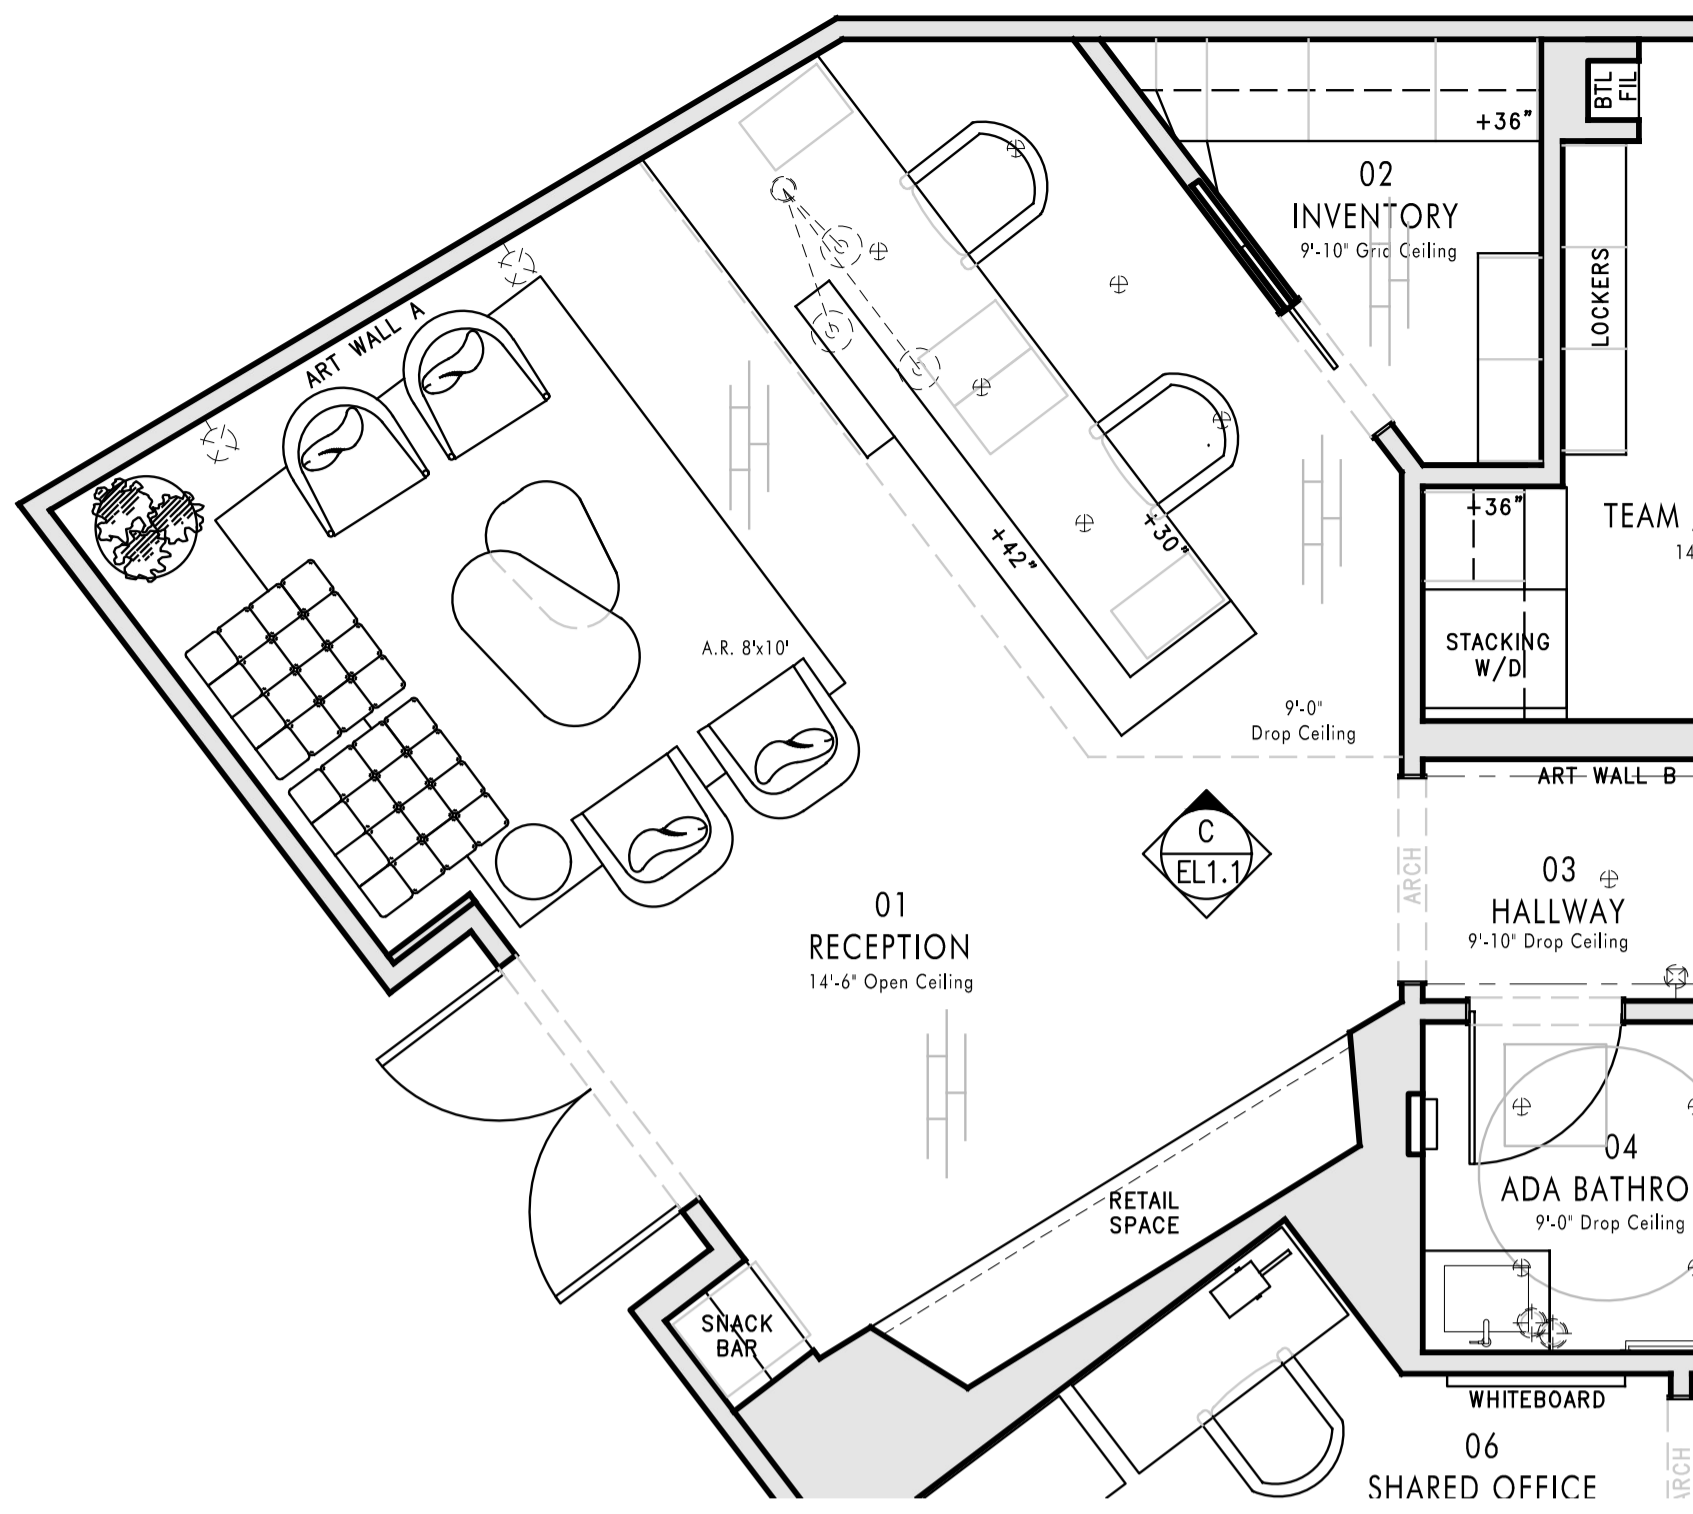 BTL
FIL
+36"
02
INVENTORY
9'-10" Grid Ceiling
LOCKERS
ART WALL A
+42"
+30"
+36"
TEAM
14
STACKING
W/D
A.R. 8'x10'
9'-0"
Drop Ceiling
ART WALL B
C
EL1.1
ARCH
03
HALLWAY
9'-10" Drop Ceiling
01
RECEPTION
14'-6" Open Ceiling
04
ADA BATHRO
9'-0" Drop Ceiling
RETAIL
SPACE
SNACK
BAR
WHITEBOARD
06
SHARED OFFICE
ARCH